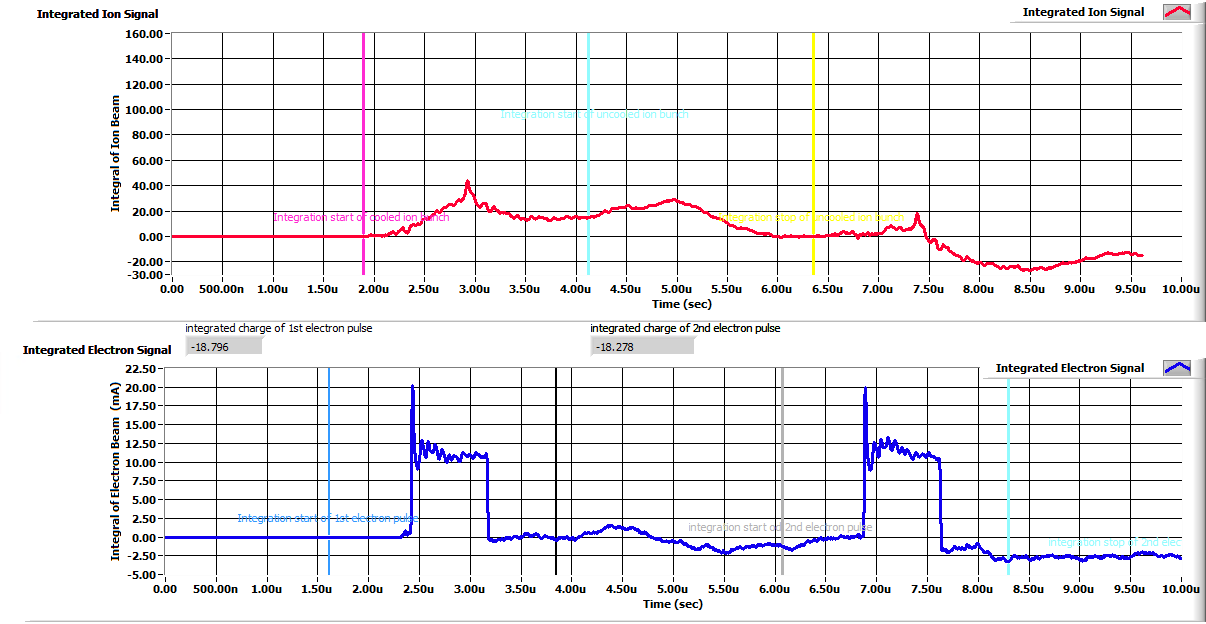 Integrated Ion Signal
Integrated Ion Signal
160.00
140.00
120.00
100.00
80.00
60.00
40.00
20.00
0.00
-20.00
-30.00
Integral of Ion Beam
Integration start of uncooled ion bunch
Integration start of cooled ion bunch
Integration stop of uncooled ion bunch
0.00 500.00n 1.00u 1.50u 2.00u 2.50u 3.00u 3.50u 4.00u 4.50u 5.00u 5.50u 6.00u 6.50u 7.00u 7.50u 8.00u 8.50u 9.00u 9.50u 10.00u
Time (sec)
integrated charge of 1st electron pulse
-18.796
integrated charge of 2nd electron pulse
-18.278
Integrated Electron Signal
Integrated Electron Signal
22.50
20.00
17.50
15.00
12.50
10.00
7.50
5.00
2.50
0.00
-2.50
-5.00
Integral of Electron Beam (mA)
Integration start of 1st electron pulse
integration start od 2nd electron pulse
integration stop of 2nd elec
0.00 500.00n 1.00u 1.50u 2.00u 2.50u 3.00u 3.50u 4.00u 4.50u 5.00u 5.50u 6.00u 6.50u 7.00u 7.50u 8.00u 8.50u 9.00u 9.50u 10.00u
Time (sec)